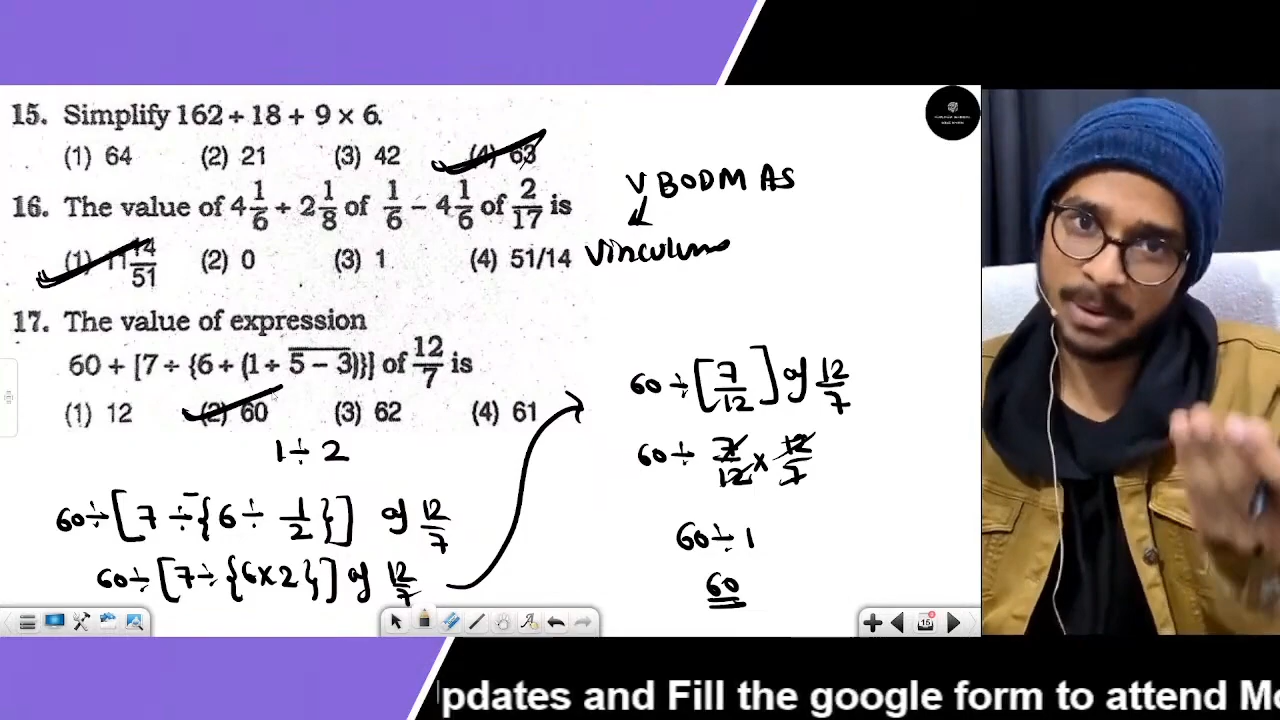 15. Simplify 162 ÷ 18 + 9 × 6.
(1) 64 (2) 21 (3) 42 (4) 63
16. The value of 4 1/6 ÷ 2 1/8 of 1/6 − 4 1/6 of 2/17 is
(1) 11 14/51 (2) 0 (3) 1 (4) 51/14
VBODMAS
Vinculum
17. The value of expression
60 ÷ [7 ÷ {6 ÷ (1 ÷ 5 − 3)}] of 12/7 is
(1) 12 (2) 60 (3) 62 (4) 61
1 ÷ 2
60 ÷ [7 ÷ {6 ÷ 1/2}] of 12/7
60 ÷ [7 ÷ {6×2}] of 12/7
60 ÷ [7/12] of 12/7
60 ÷ 7/12 × 12/7
60 ÷ 1
60
15
pdates and Fill the google form to attend Mo